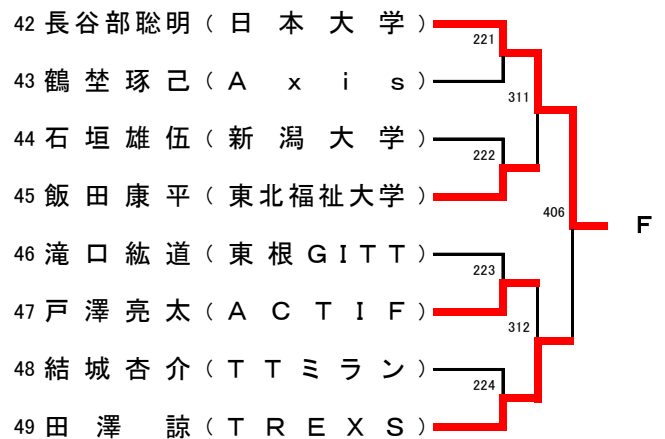 42 長谷部聡明 ( 日本大学 )
221
43 鶴埜琢己 ( Axis )
311
44 石垣雄伍 ( 新潟大学 )
222
45 飯田康平 ( 東北福祉大学 )
406
F
46 滝口紘道 ( 東根GITT )
223
47 戸澤亮太 ( ACTIF )
312
48 結城杏介 ( TTミラン )
224
49 田澤諒 ( TREXS )